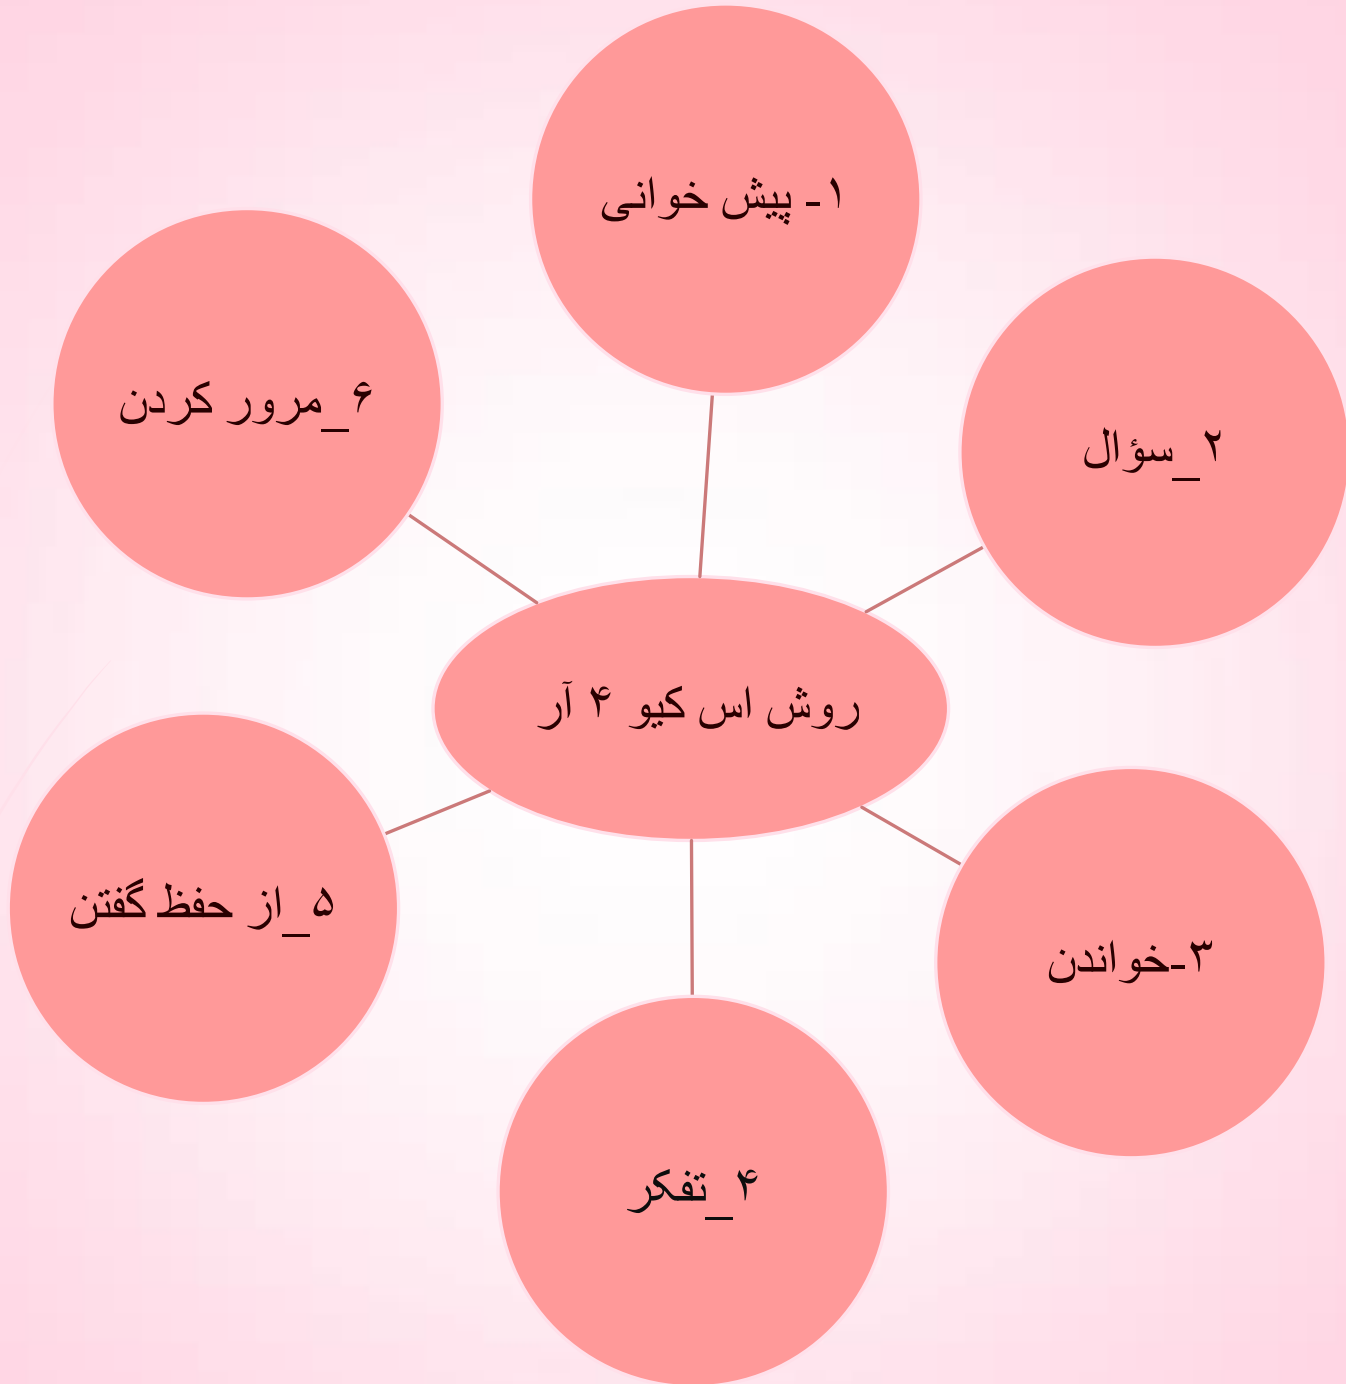 روش اس کیو ۴ آر
۱- پیش خوانی
۲_سؤال
۳-خواندن
۴_تفکر
۵_از حفظ گفتن
۶_مرور کردن